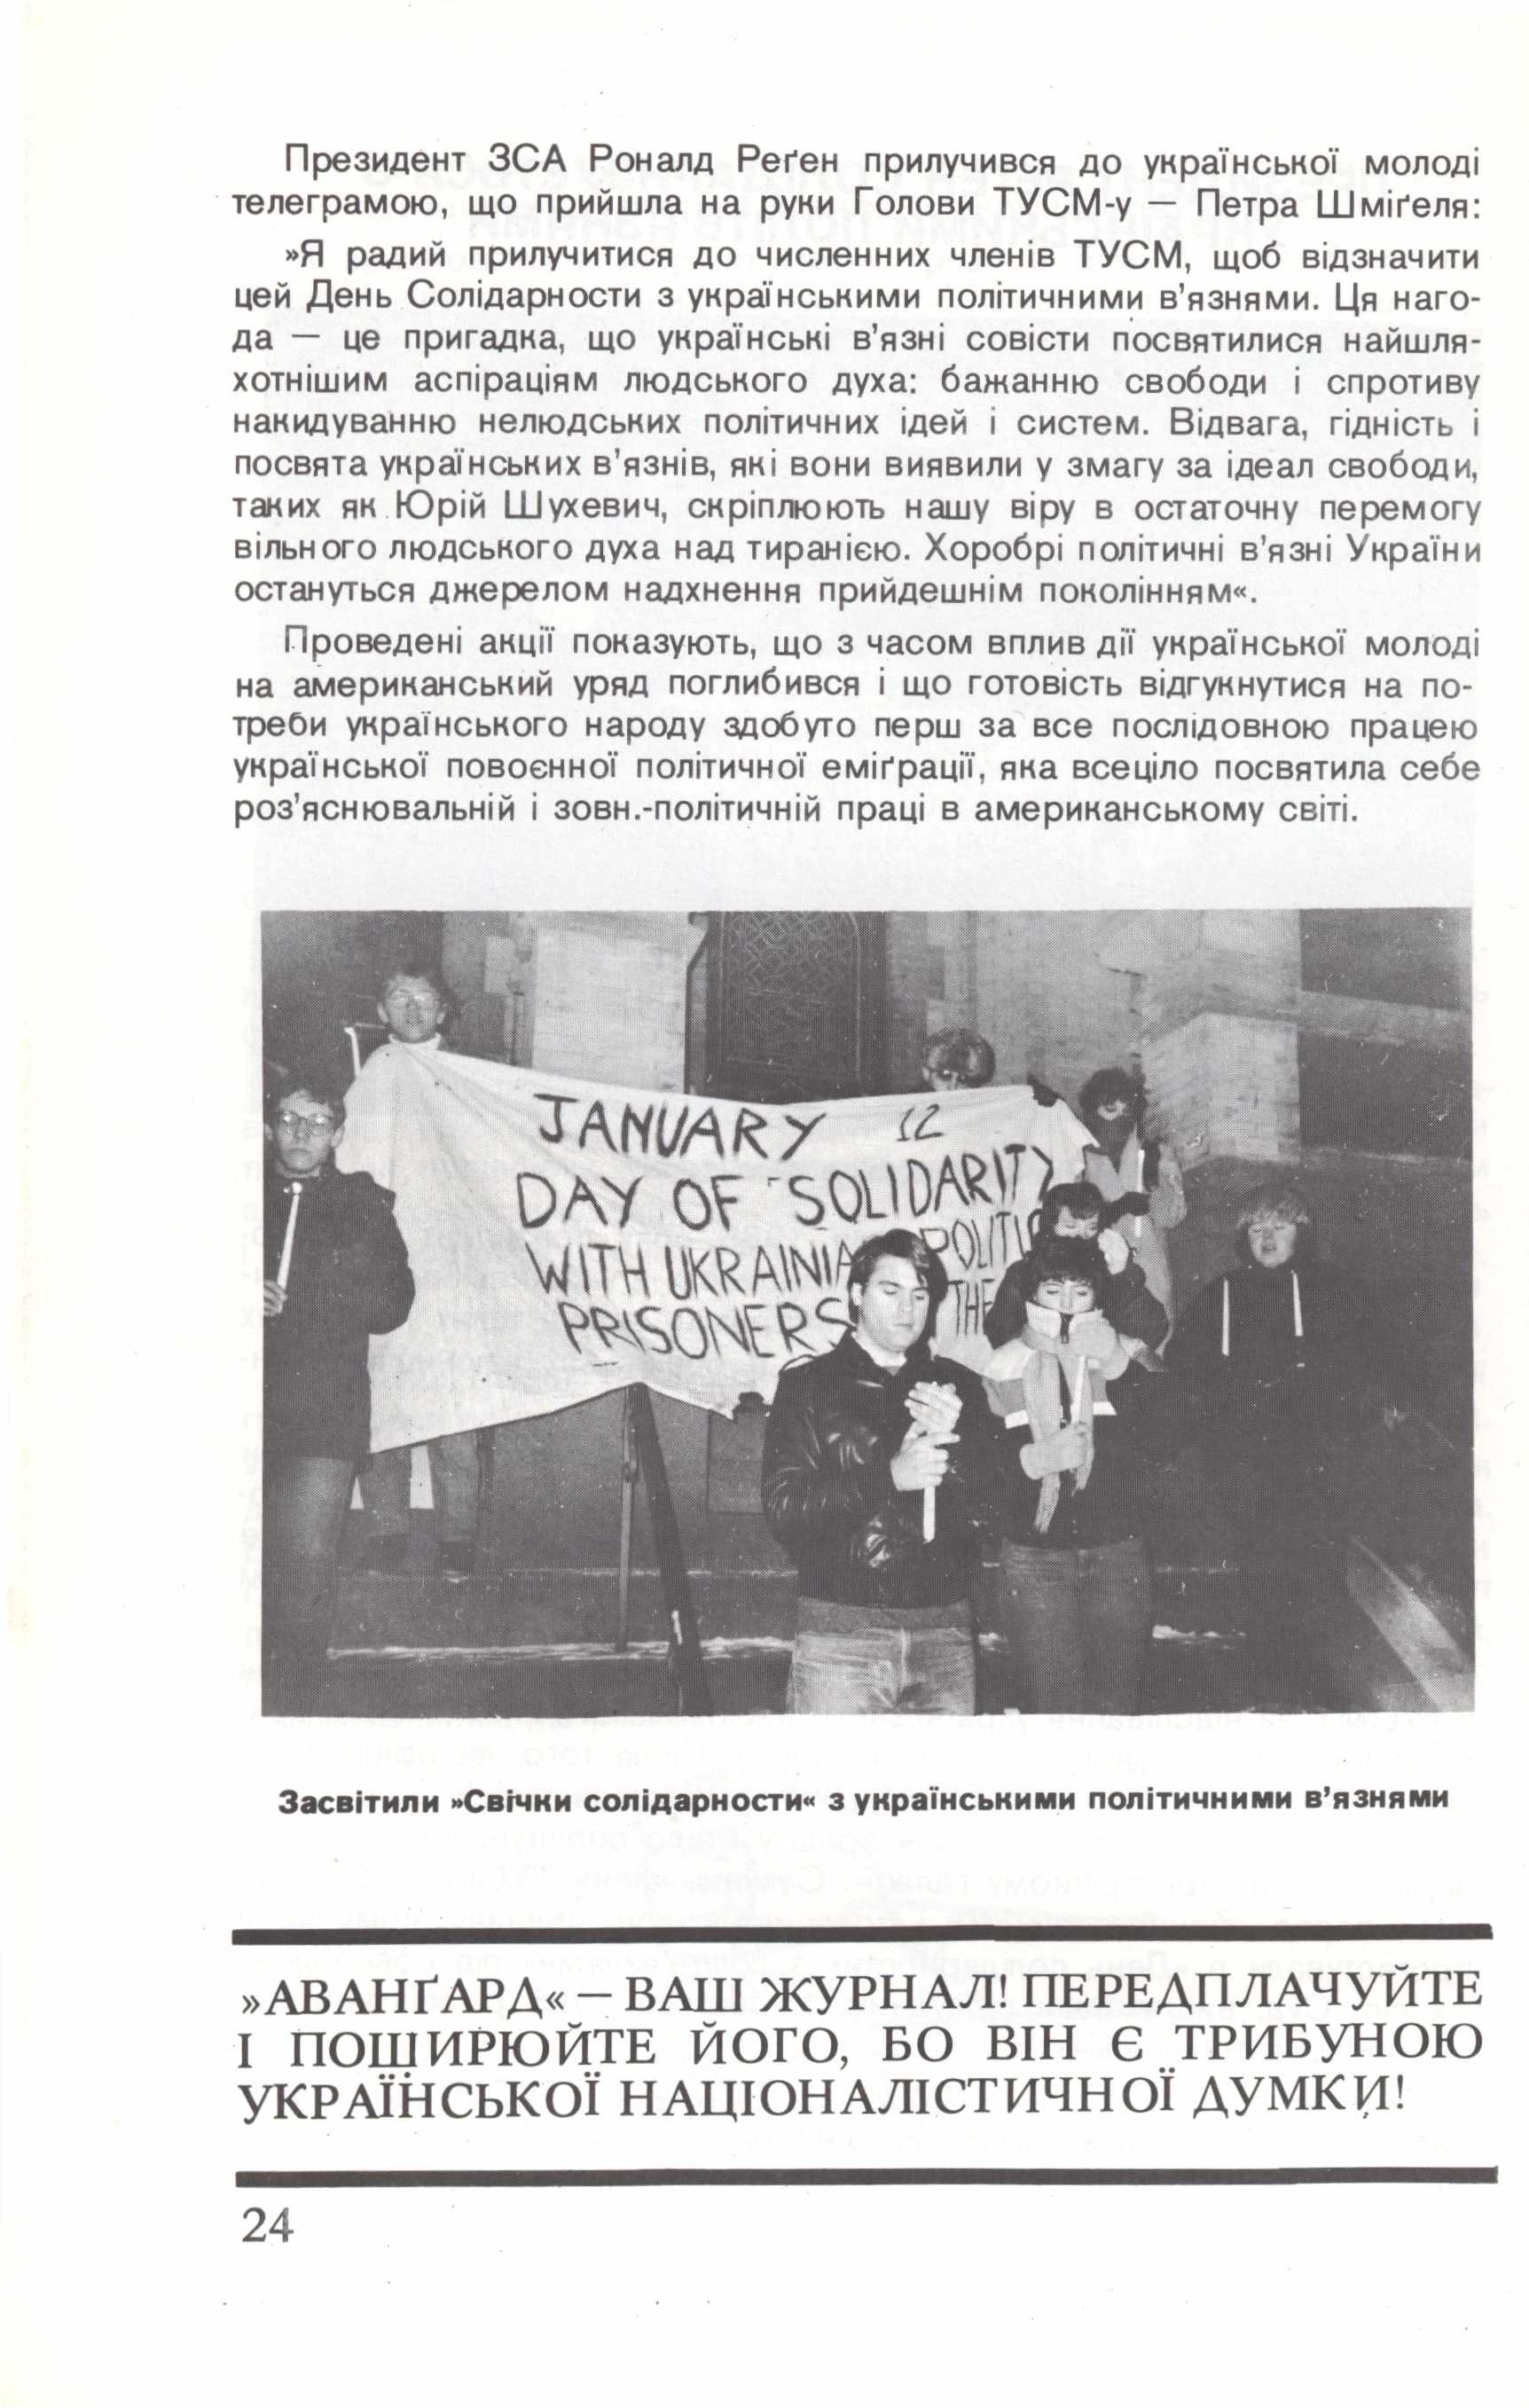 Президент ЗСА Роналд Реґен прилучився до української молоді
телеграмою, що прийшла на руки Голови ТУСМ-у — Петра Шміґеля:
»Я радий прилучитися до численних членів ТУСМ, щоб відзначити
цей День Солідарности з українськими політичними в'язнями. Ця наго-
да — це пригадка, що українські в'язні совісти посвятилися найшля-
хотнішим аспіраціям людського духа: бажанню свободи і спротиву
накидуванню нелюдських політичних ідей і систем. Відвага, гідність і
посвята українських в'язнів, які вони виявили у змагу за ідеал свободи,
таких як Юрій Шухевич, скріплюють нашу віру в остаточну перемогу
вільного людського духа над тиранією. Хоробрі політичні в'язні України
остануться джерелом надхнення прийдешнім поколінням«.
Проведені акції показують, що з часом вплив дії української молоді
на американський уряд поглибився і що готовість відгукнутися на по-
треби українського народу здобуто перш за все послідовною працею
української повоєнної політичної еміґрації, яка всеціло посвятила себе
роз'яснювальній і зовн.-політичній праці в американському світі.
JANUARY 12
DAY OF SOLIDARITY
WITH UKRAINIA POLITIC
PRISONERS THE
Засвітили »Свічки солідарности« з українськими політичними в'язнями
»АВАНҐАРД« — ВАШ ЖУРНАЛ! ПЕРЕДПЛАЧУЙТЕ
І ПОШИРЮЙТЕ ЙОГО, БО ВІН Є ТРИБУНОЮ
УКРАЇНСЬКОЇ НАЦІОНАЛІСТИЧНОЇ ДУМКИ!
24